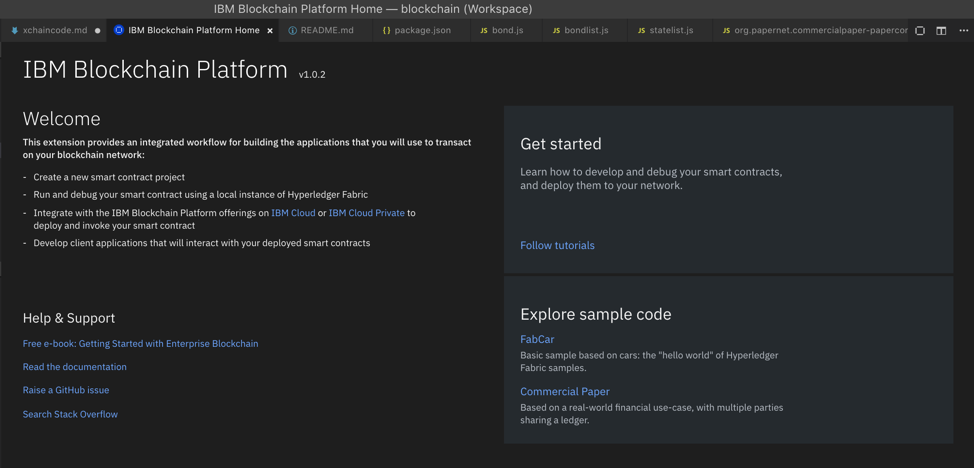 IBM Blockchain Platform Home — blockchain (Workspace)
xchaincode.md
IBM Blockchain Platform Home
README.md
{} package.json
JS bond.js
JS bondlist.js
JS statelist.js
JS org.papernet.commercialpaper-papercor
IBM Blockchain Platform v1.0.2
Welcome
This extension provides an integrated workflow for building the applications that you will use to transact
on your blockchain network:
- Create a new smart contract project
- Run and debug your smart contract using a local instance of Hyperledger Fabric
- Integrate with the IBM Blockchain Platform offerings on IBM Cloud or IBM Cloud Private to
deploy and invoke your smart contract
- Develop client applications that will interact with your deployed smart contracts
Help & Support
Free e-book: Getting Started with Enterprise Blockchain
Read the documentation
Raise a GitHub issue
Search Stack Overflow
Get started
Learn how to develop and debug your smart contracts,
and deploy them to your network.
Follow tutorials
Explore sample code
FabCar
Basic sample based on cars: the "hello world" of Hyperledger
Fabric samples.
Commercial Paper
Based on a real-world financial use-case, with multiple parties
sharing a ledger.